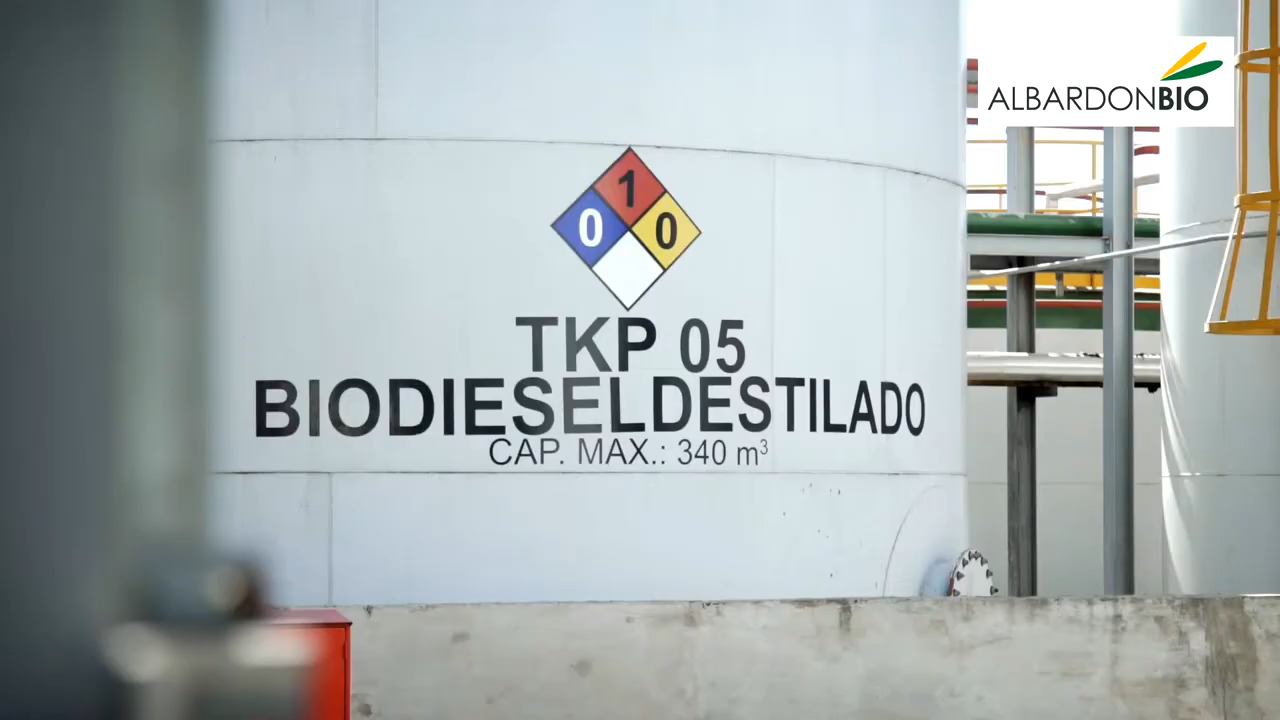 ALBARDONBIO
1
0 0
TKP 05
BIODIESELDESTILADO
CAP. MAX.: 340 m³